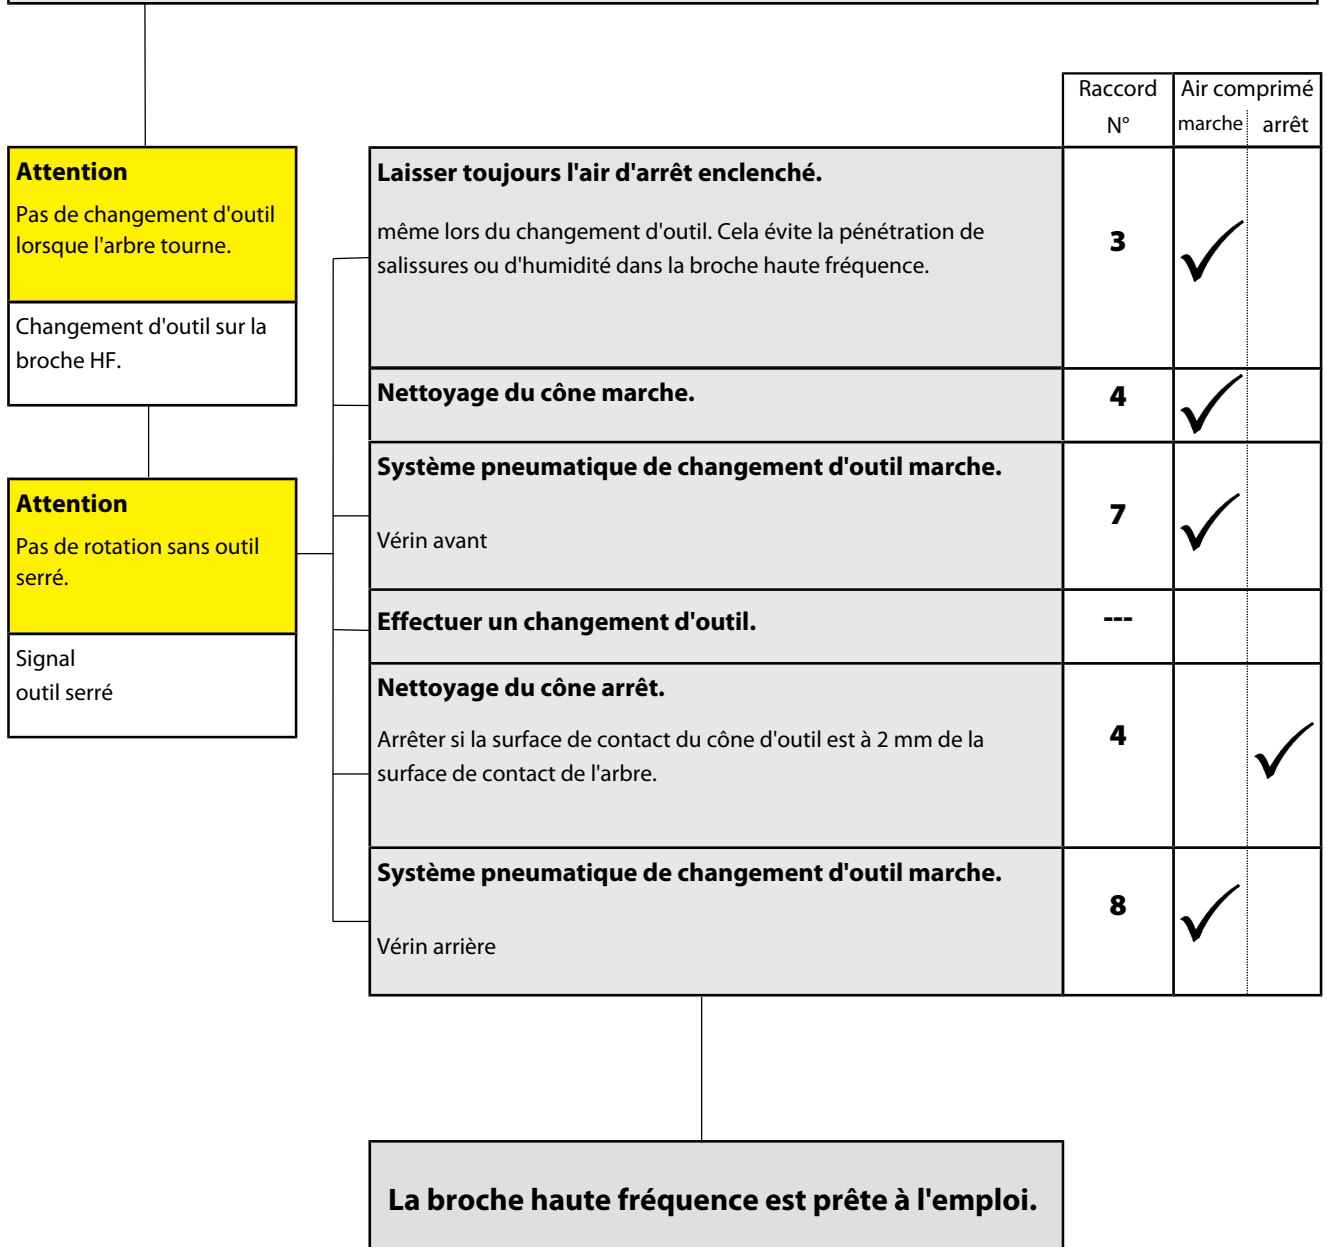 Raccord
Air comprimé
N°
marche
arrêt
Attention
Pas de changement d'outil
lorsque l'arbre tourne.
Changement d'outil sur la
broche HF.
Attention
Pas de rotation sans outil
serré.
Signal
outil serré
Laisser toujours l'air d'arrêt enclenché.
même lors du changement d'outil. Cela évite la pénétration de
salissures ou d'humidité dans la broche haute fréquence.
3
Nettoyage du cône marche.
4
Système pneumatique de changement d'outil marche.
Vérin avant
7
Effectuer un changement d'outil.
---
Nettoyage du cône arrêt.
Arrêter si la surface de contact du cône d'outil est à 2 mm de la
surface de contact de l'arbre.
4
Système pneumatique de changement d'outil marche.
Vérin arrière
8
La broche haute fréquence est prête à l'emploi.